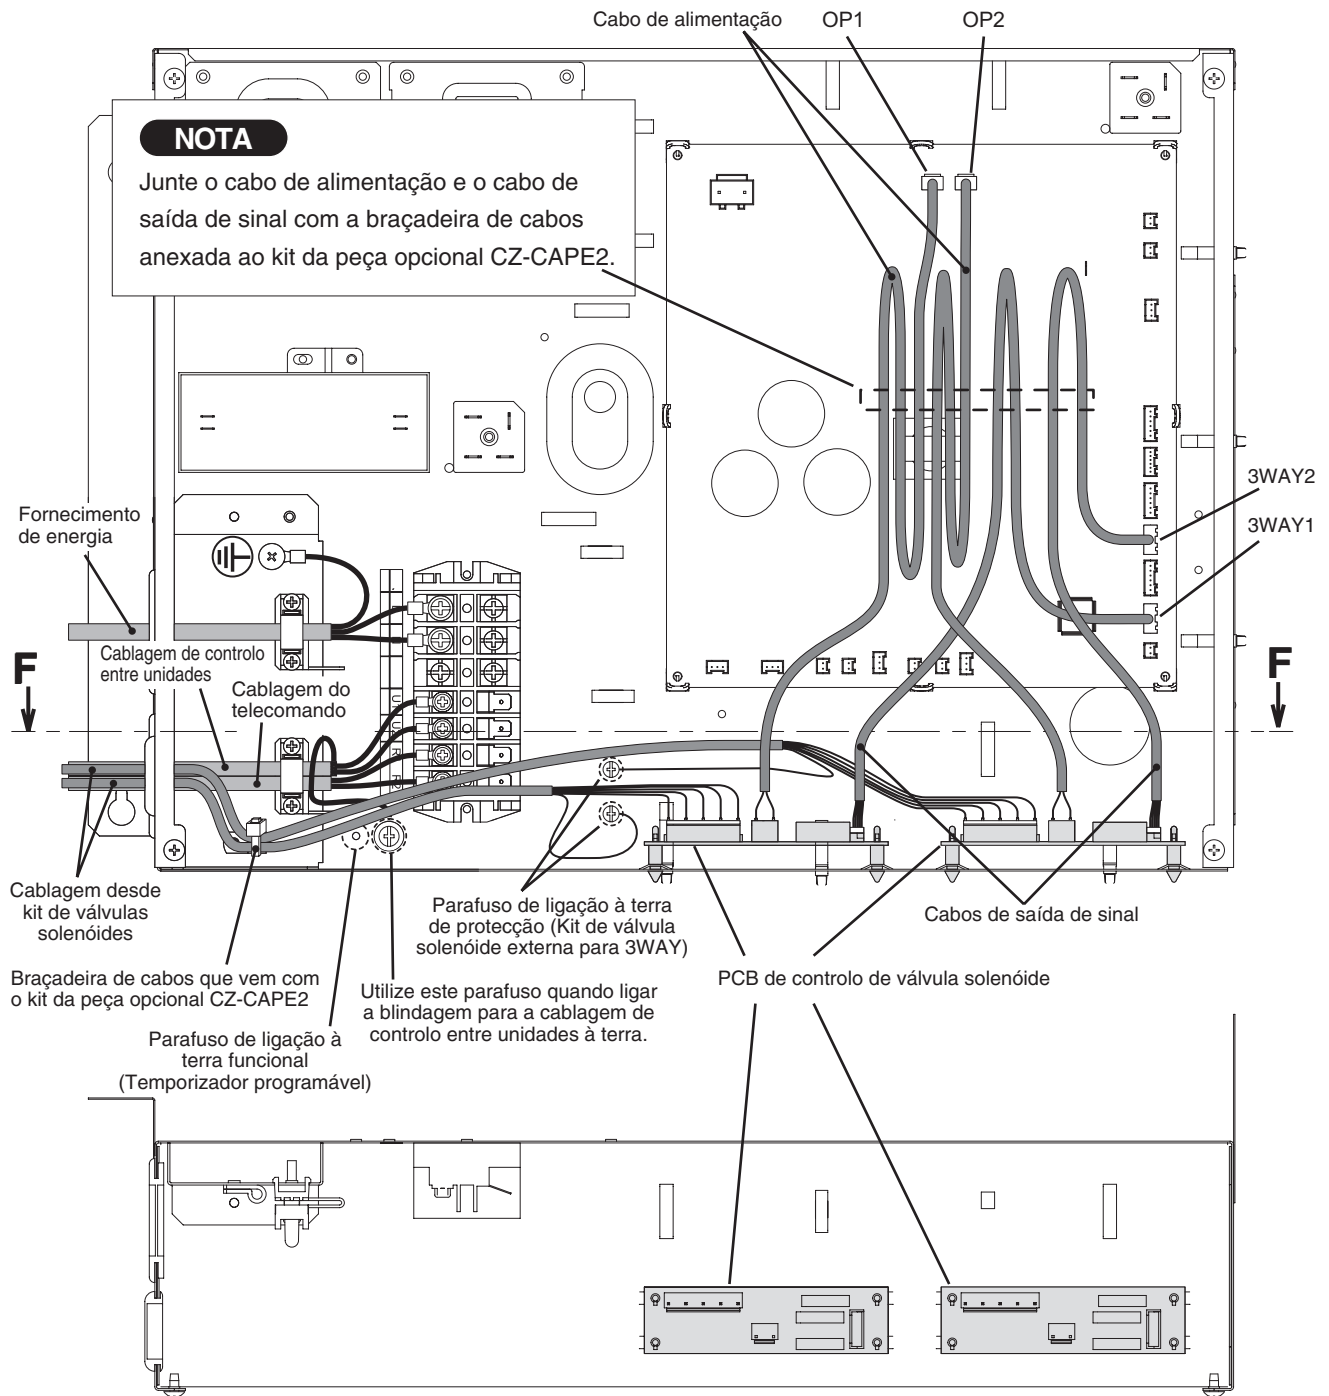 Cabo de alimentação
OP1
OP2
NOTA
Junte o cabo de alimentação e o cabo de
saída de sinal com a braçadeira de cabos
anexada ao kit da peça opcional CZ-CAPE2.
3WAY2
3WAY1
Fornecimento
de energia
F
F
Cablagem de controlo
entre unidades
Cablagem do
telecomando
Cablagem desde
kit de válvulas
solenóides
Braçadeira de cabos que vem com
o kit da peça opcional CZ-CAPE2
Parafuso de ligação à
terra funcional
(Temporizador programável)
Utilize este parafuso quando ligar
a blindagem para a cablagem de
controlo entre unidades à terra.
Parafuso de ligação à terra
de protecção (Kit de válvula
solenóide externa para 3WAY)
Cabos de saída de sinal
PCB de controlo de válvula solenóide